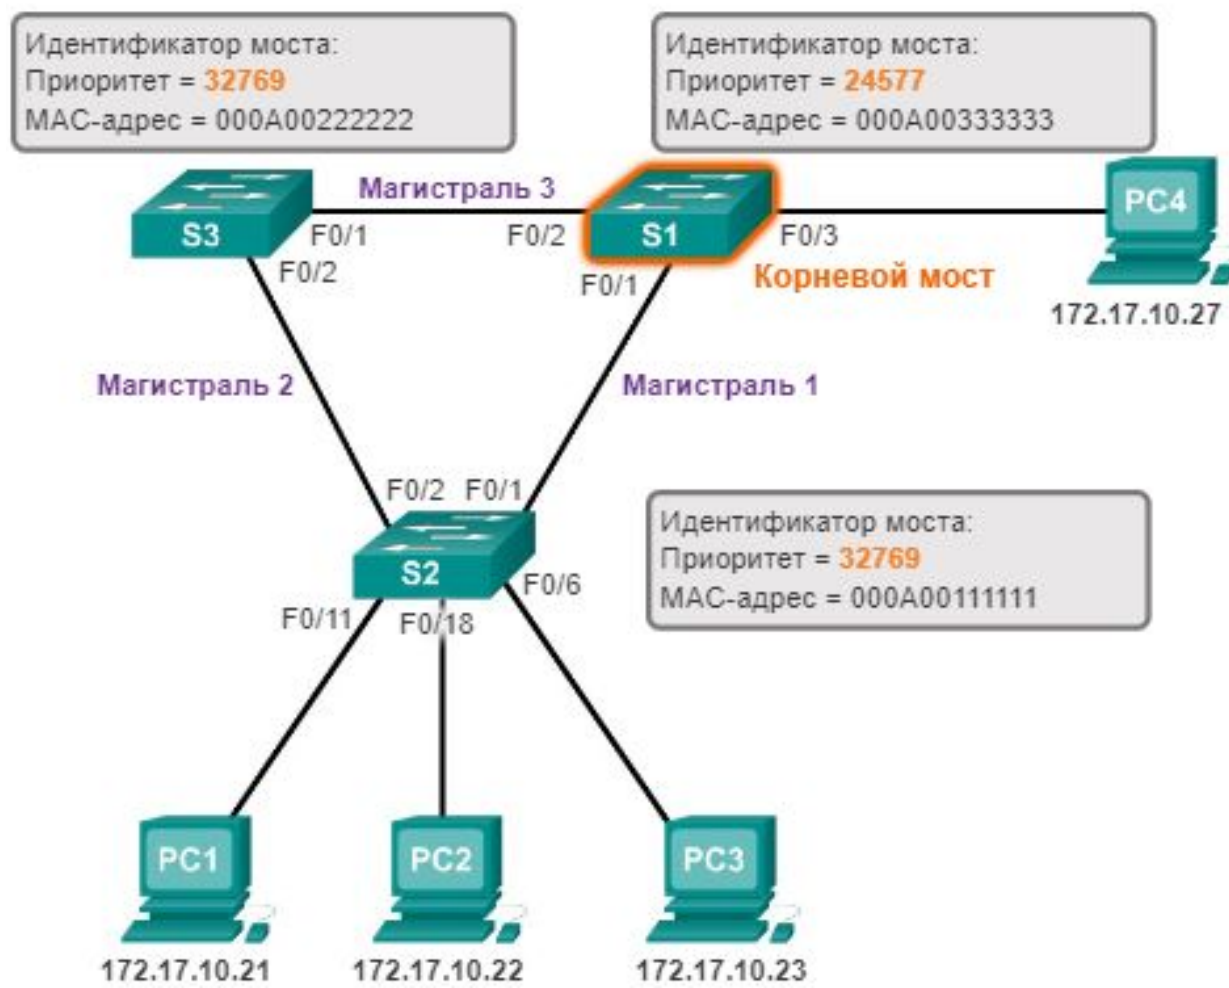 Идентификатор моста:
Приоритет = 32769
МАС-адрес = 000A00222222
Идентификатор моста:
Приоритет = 24577
МАС-адрес = 000A00333333
Магистраль 3
PC4
S3
F0/1
F0/2
S1
F0/3
F0/2
F0/1
Корневой мост
172.17.10.27
Магистраль 2
Магистраль 1
F0/2
F0/1
Идентификатор моста:
Приоритет = 32769
МАС-адрес = 000A00111111
S2
F0/6
F0/11
F0/18
PC1
PC2
PC3
172.17.10.21
172.17.10.22
172.17.10.23